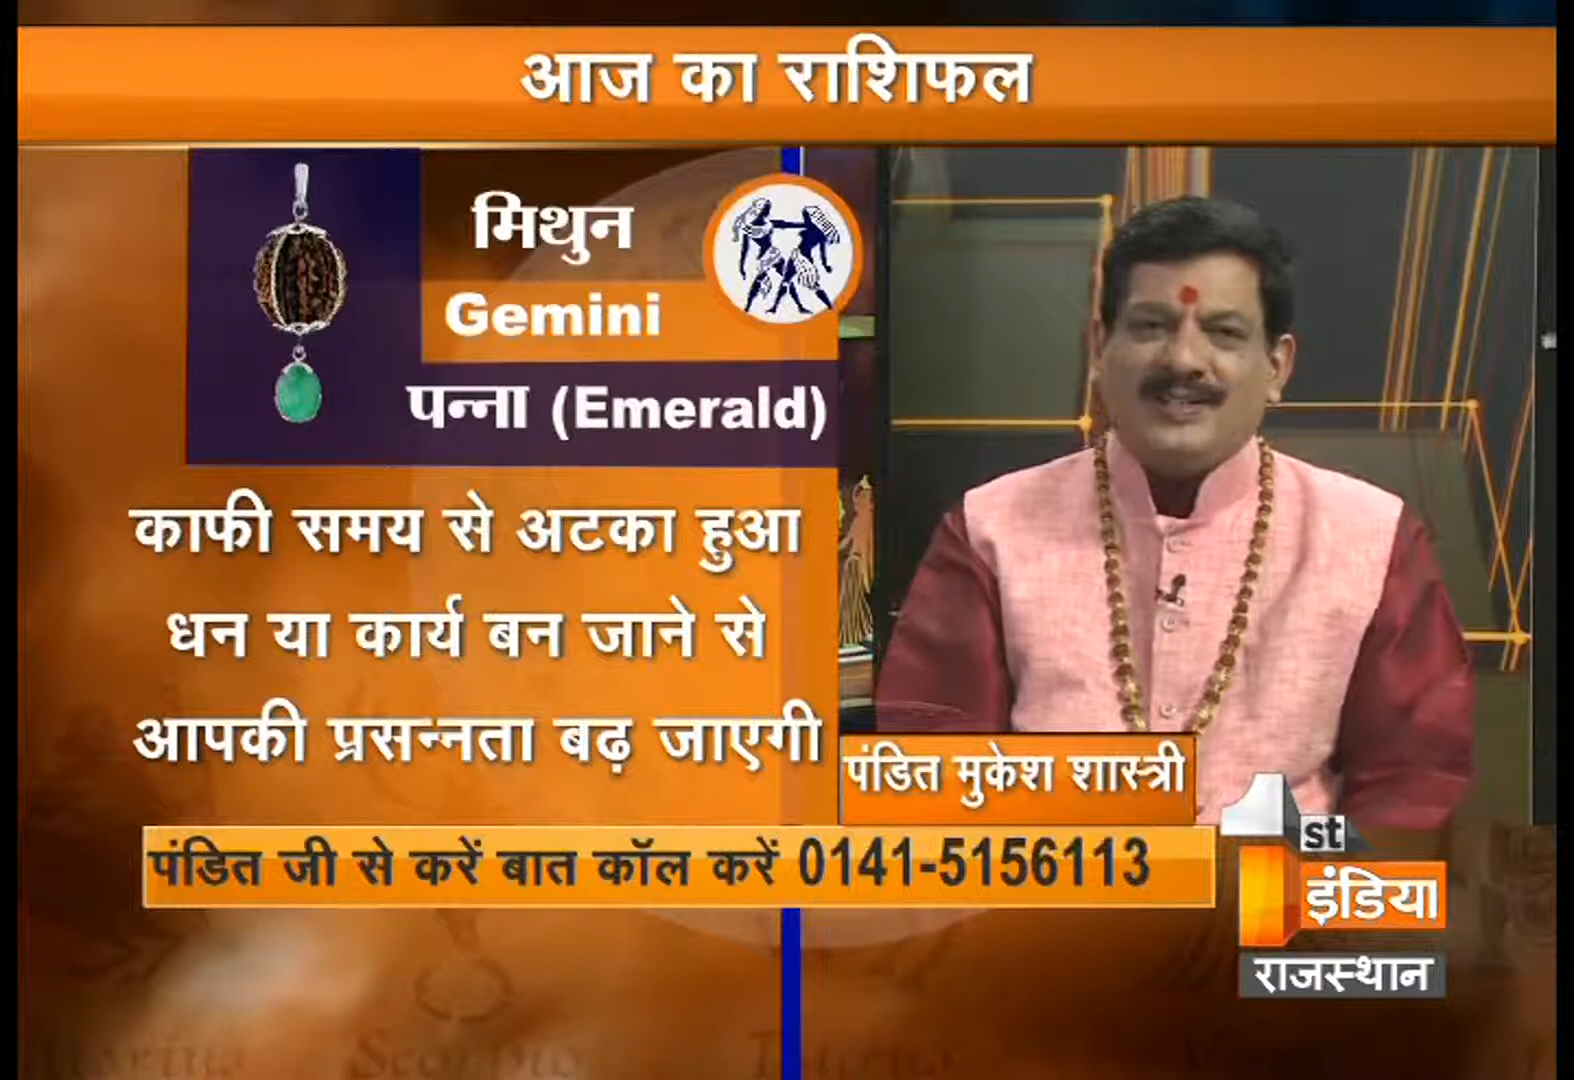 आज का राशिफल
मिथुन
Gemini
पन्ना (Emerald)
काफी समय से अटका हुआ
धन या कार्य बन जाने से
आपकी प्रसन्नता बढ़ जाएगी
पंडित मुकेश शास्त्री
पंडित जी से करें बात कॉल करें 0141-5156113
1st
इंडिया
राजस्थान
Scorpio